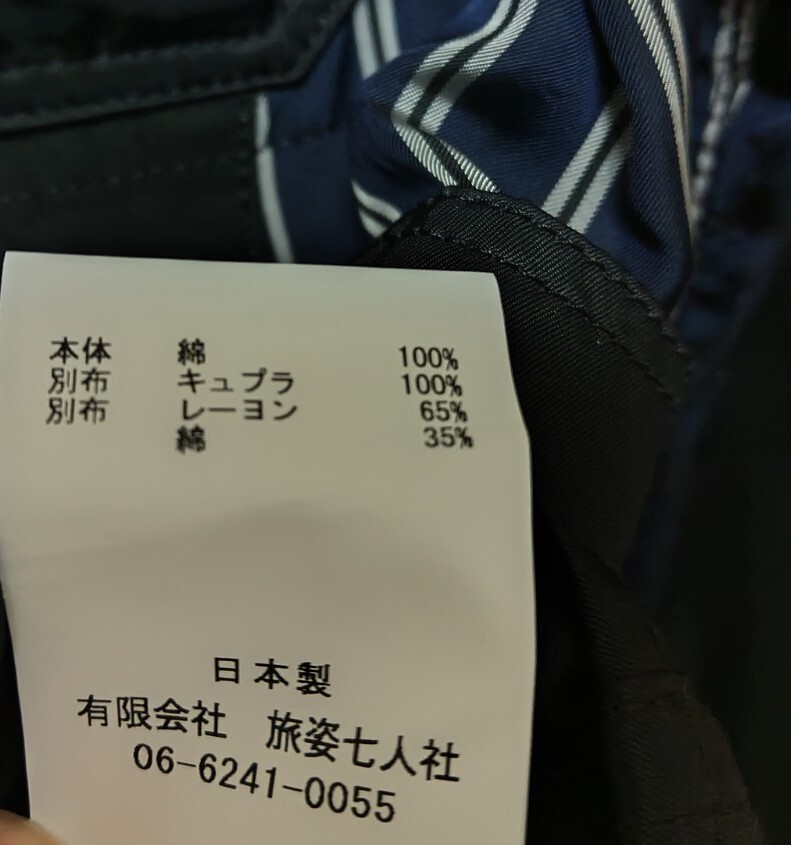 本体 綿 100%
別布 キュプラ 100%
別布 レーヨン 65%
綿 35%
日本製
有限会社 旅姿七人社
06-6241-0055